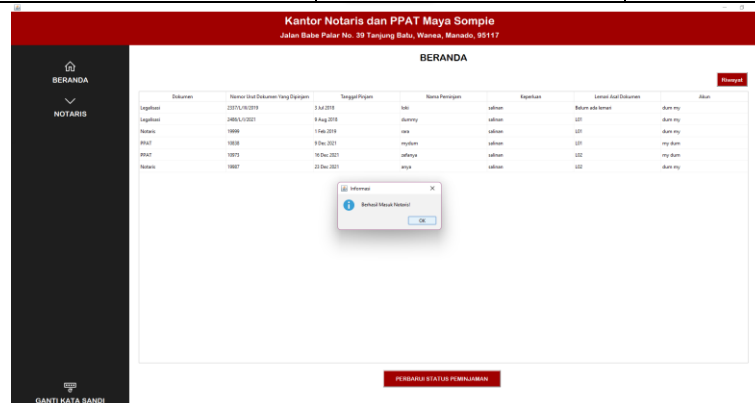 Kantor Notaris dan PPAT Maya Sompie
Jalan Babe Palar No. 39 Tanjung Batu, Wanea, Manado, 95117
BERANDA
NOTARIS
GANTI KATA SANDI
BERANDA
Riwayat
Dokumen Nomor Urut Dokumen Yang Dipinjam Tanggal Pinjam Nama Peminjam Keperluan Lemari Asal Dokumen Akun
Legalisasi 2337/L/III/2019 3 Jul 2019 loki salinan Belum ada lemari dum my
Legalisasi 2486/L/I/2021 9 Aug 2018 dummy salinan L01 dum my
Notaris 19999 1 Feb 2019 rara salinan L01 dum my
PPAT 10038 9 Dec 2021 mydum salinan L01 my dum
PPAT 10973 16 Dec 2021 zefanya salinan L02 my dum
Notaris 19987 23 Dec 2021 anya salinan L02 dum my
Informasi
Berhasil Masuk Notaris!
OK
PERBARUI STATUS PEMINJAMAN